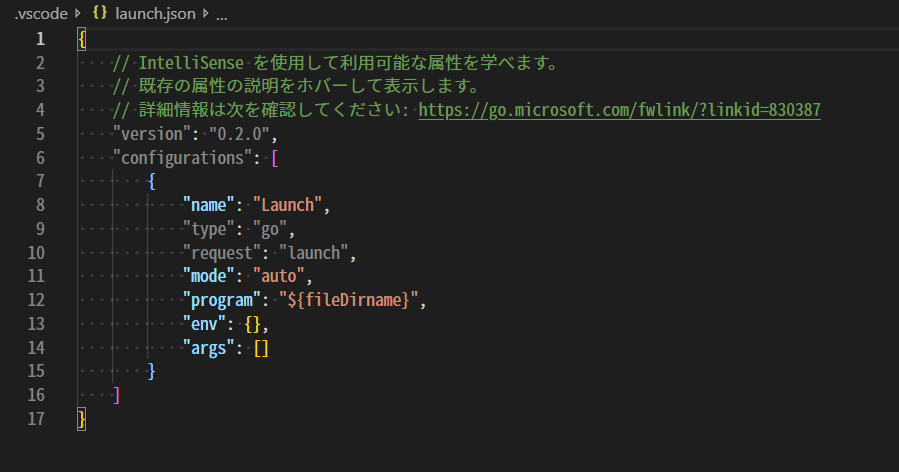 .vscode > {} launch.json > ...
1 {
2 // IntelliSense を使用して利用可能な属性を学べます。
3 // 既存の属性の説明をホバーして表示します。
4 // 詳細情報は次を確認してください: https://go.microsoft.com/fwlink/?linkid=830387
5 "version": "0.2.0",
6 "configurations": [
7 {
8 "name": "Launch",
9 "type": "go",
10 "request": "launch",
11 "mode": "auto",
12 "program": "${fileDirname}",
13 "env": {},
14 "args": []
15 }
16 ]
17 }